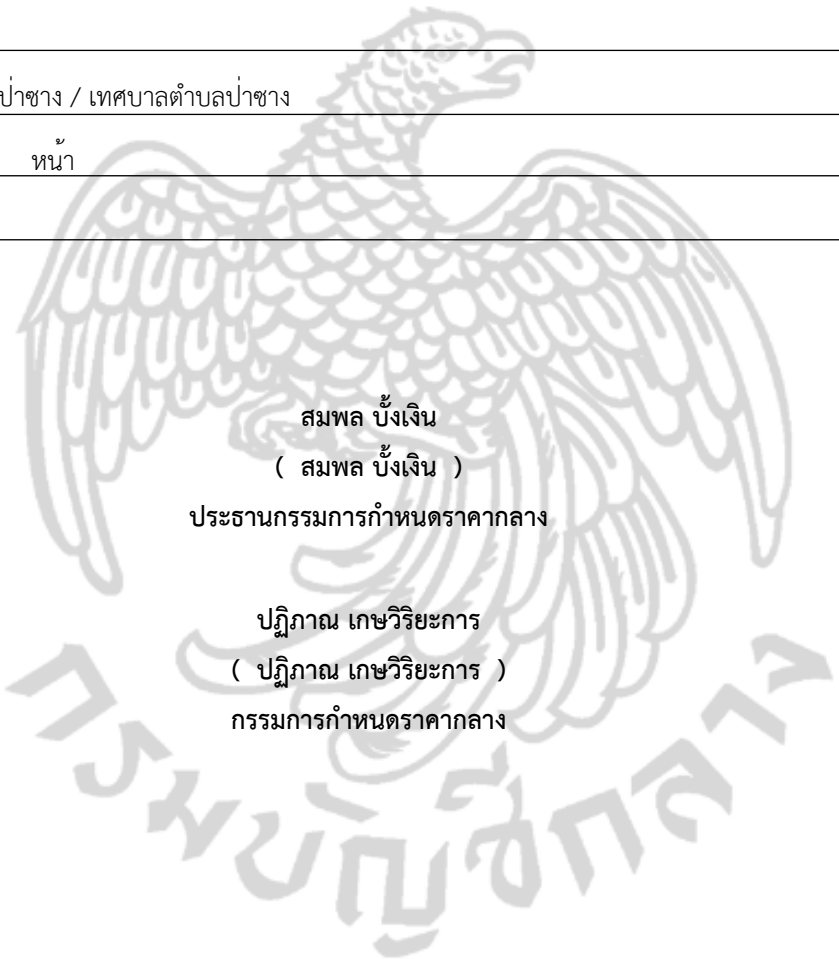 ป่าซาง / เทศบาลตำบลป่าซาง
หน้า
สมพล บั้งเงิน
( สมพล บั้งเงิน )
ประธานกรรมการกำหนดราคากลาง
ปฏิภาณ เกษวิริยะการ
( ปฏิภาณ เกษวิริยะการ )
กรรมการกำหนดราคากลาง
กรมบัญชีกลาง